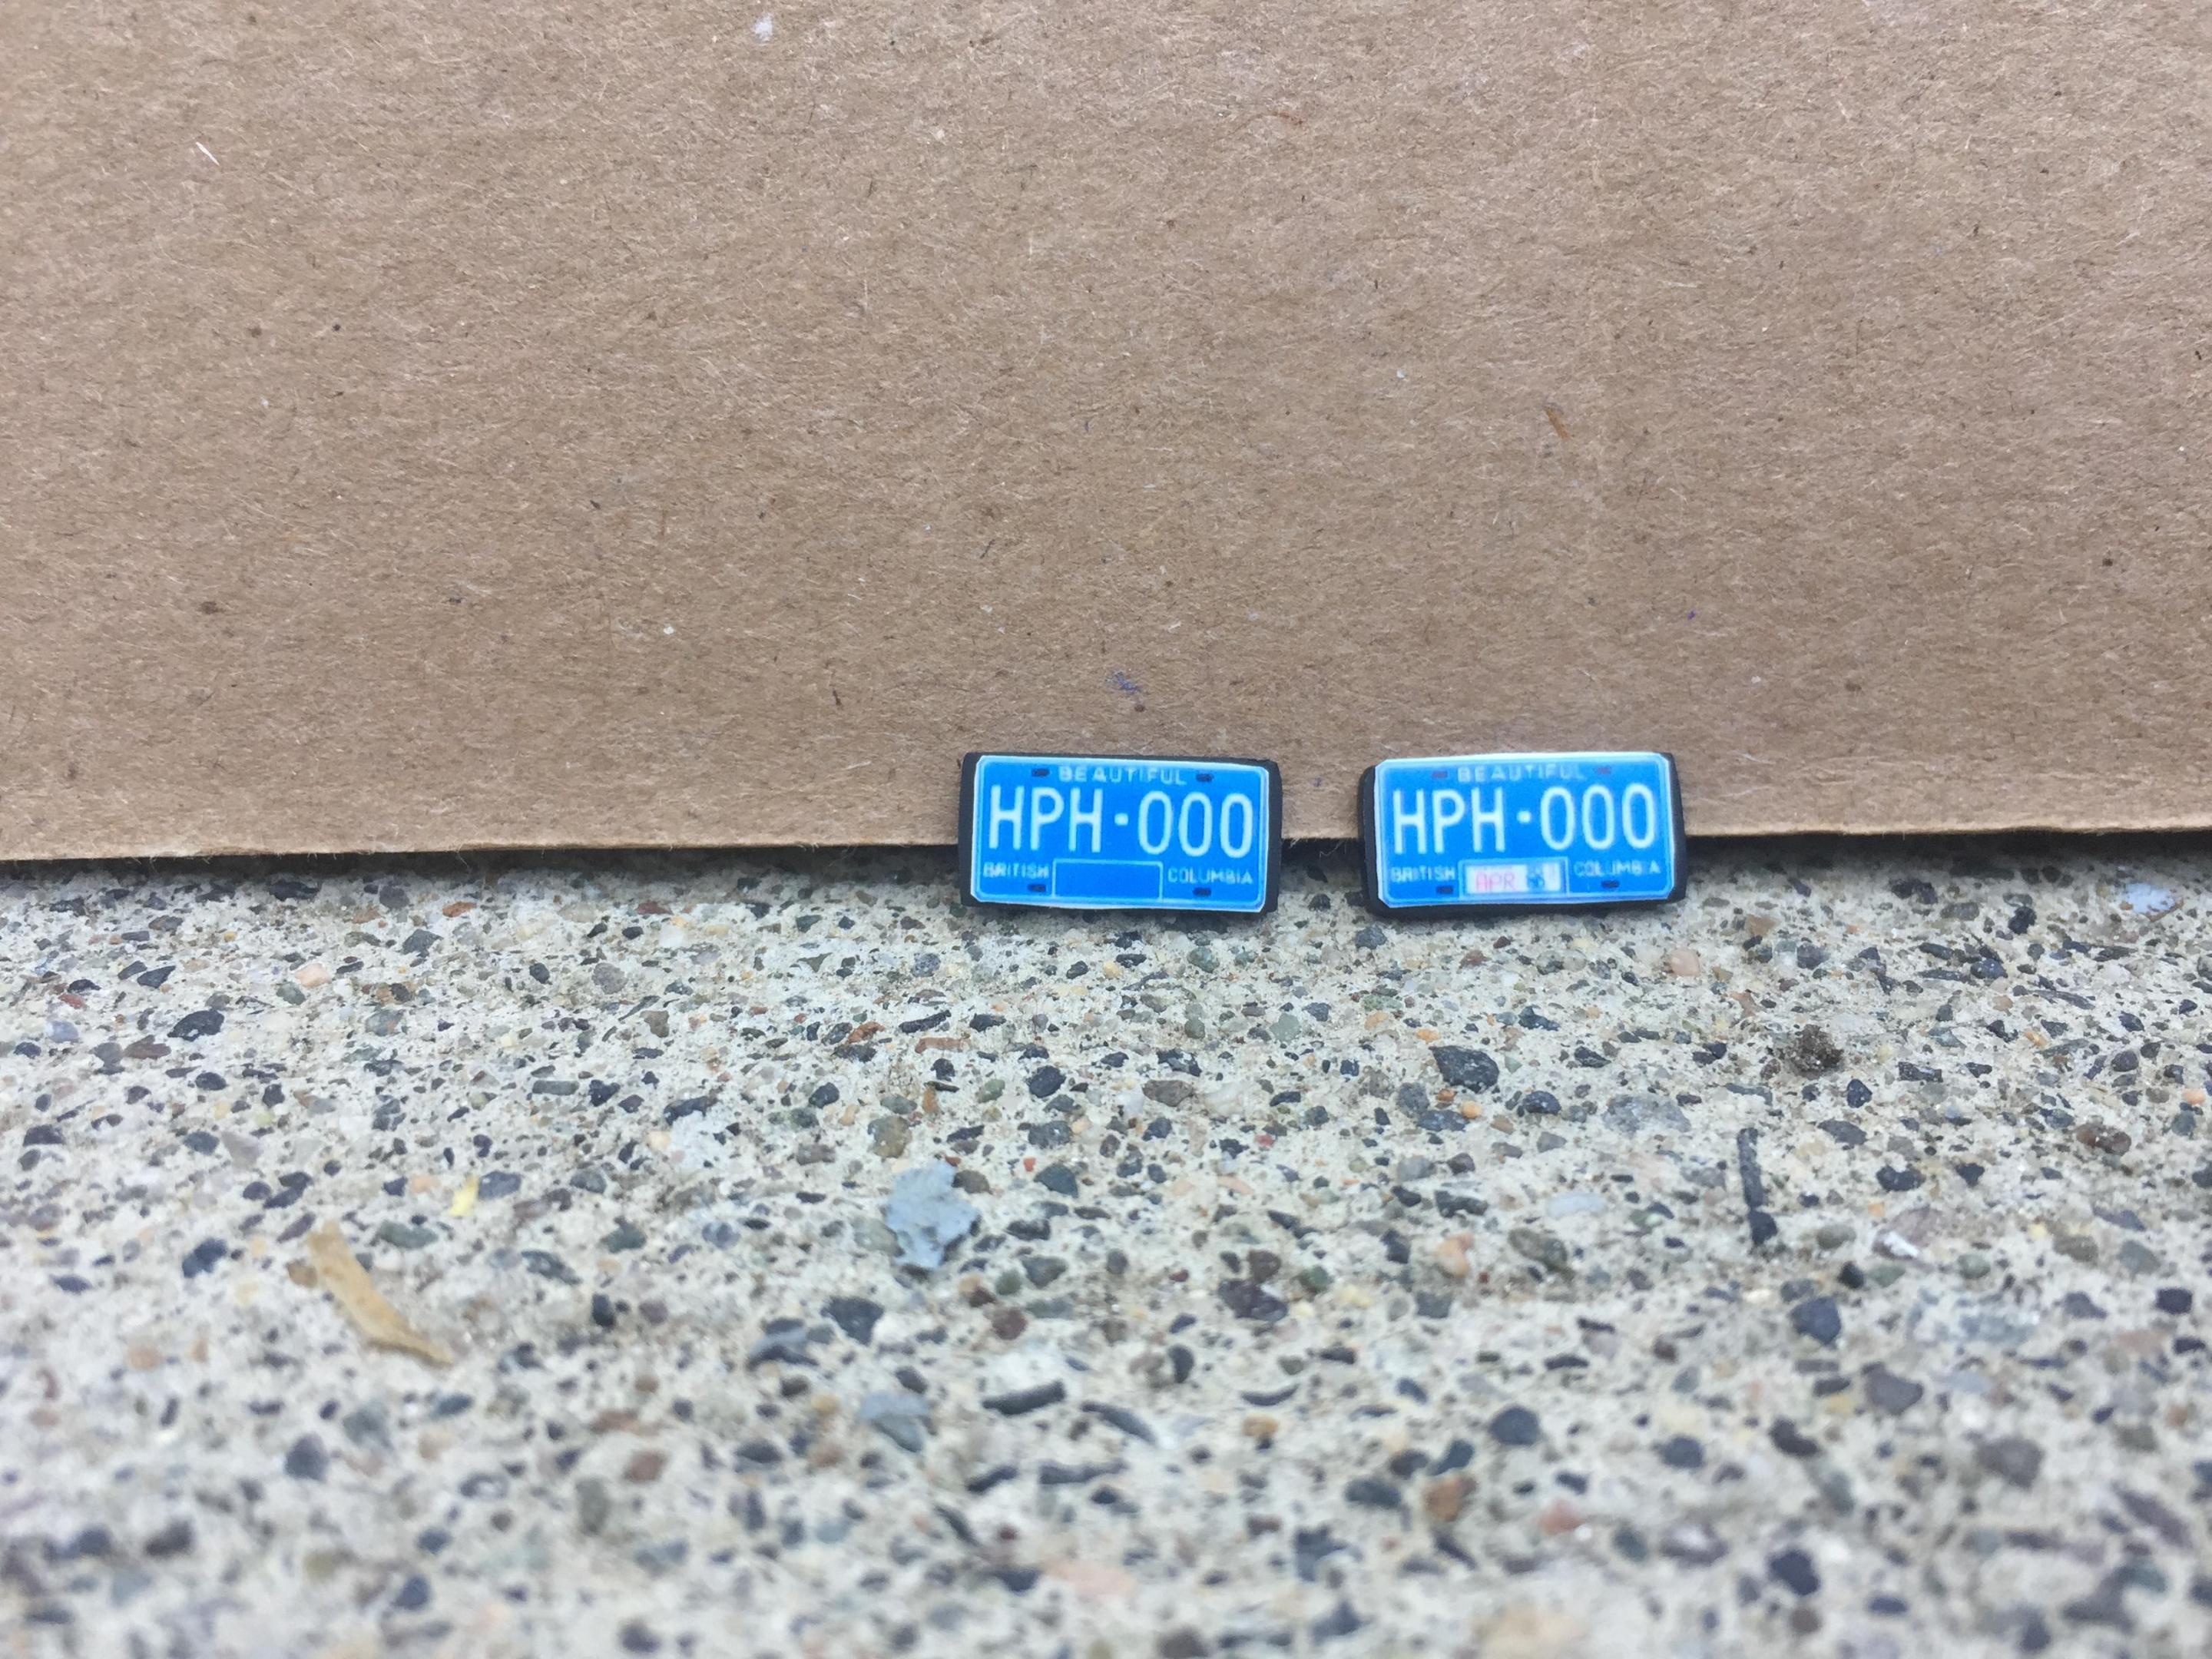 BEAUTIFUL
HPH·000
BRITISH COLUMBIA
BEAUTIFUL
HPH·000
BRITISH APR COLUMBIA